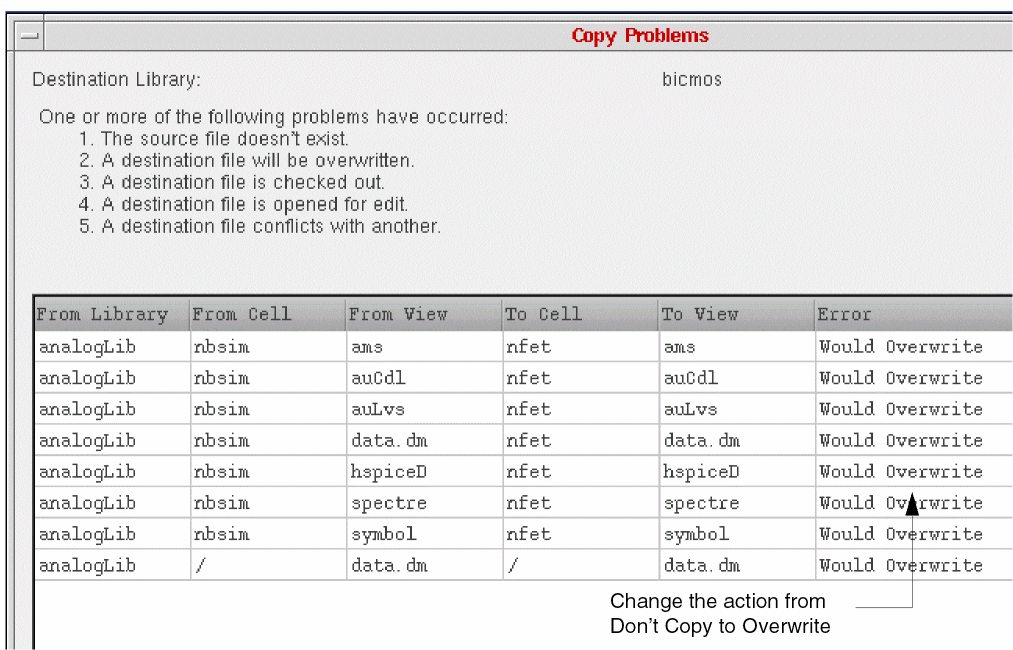 Copy Problems
Destination Library: bicmos
One or more of the following problems have occurred:
1. The source file doesn't exist.
2. A destination file will be overwritten.
3. A destination file is checked out.
4. A destination file is opened for edit.
5. A destination file conflicts with another.
From Library From Cell From View To Cell To View Error
analogLib nbsim ams nfet ams Would Overwrite
analogLib nbsim auCdl nfet auCdl Would Overwrite
analogLib nbsim auLvs nfet auLvs Would Overwrite
analogLib nbsim data.dm nfet data.dm Would Overwrite
analogLib nbsim hspiceD nfet hspiceD Would Overwrite
analogLib nbsim spectre nfet spectre Would Overwrite
analogLib nbsim symbol nfet symbol Would Overwrite
analogLib / data.dm / data.dm Would Overwrite
Change the action from
Don't Copy to Overwrite